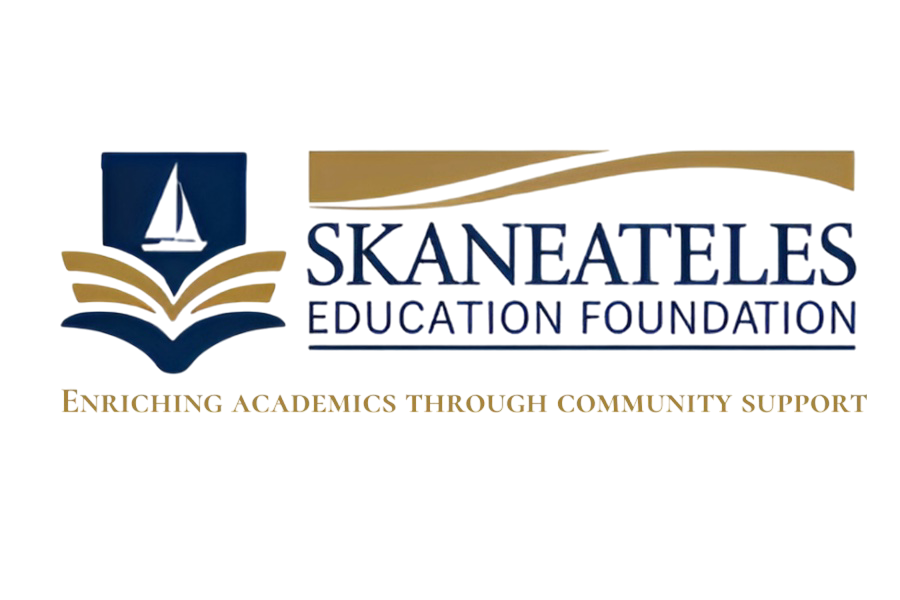 SKANEATELES
EDUCATION FOUNDATION
Enriching academics through community support